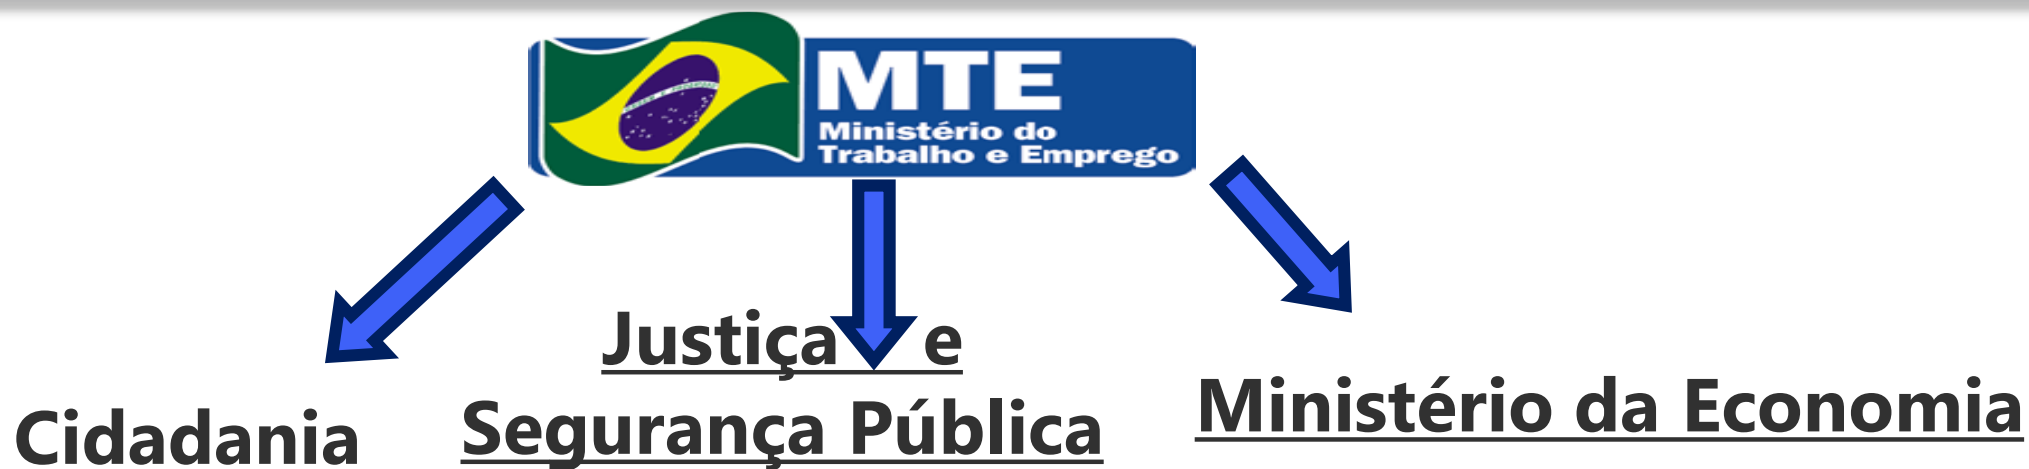 MTE
Ministério do
Trabalho e Emprego
Justiça e
Segurança Pública
Cidadania
Ministério da Economia